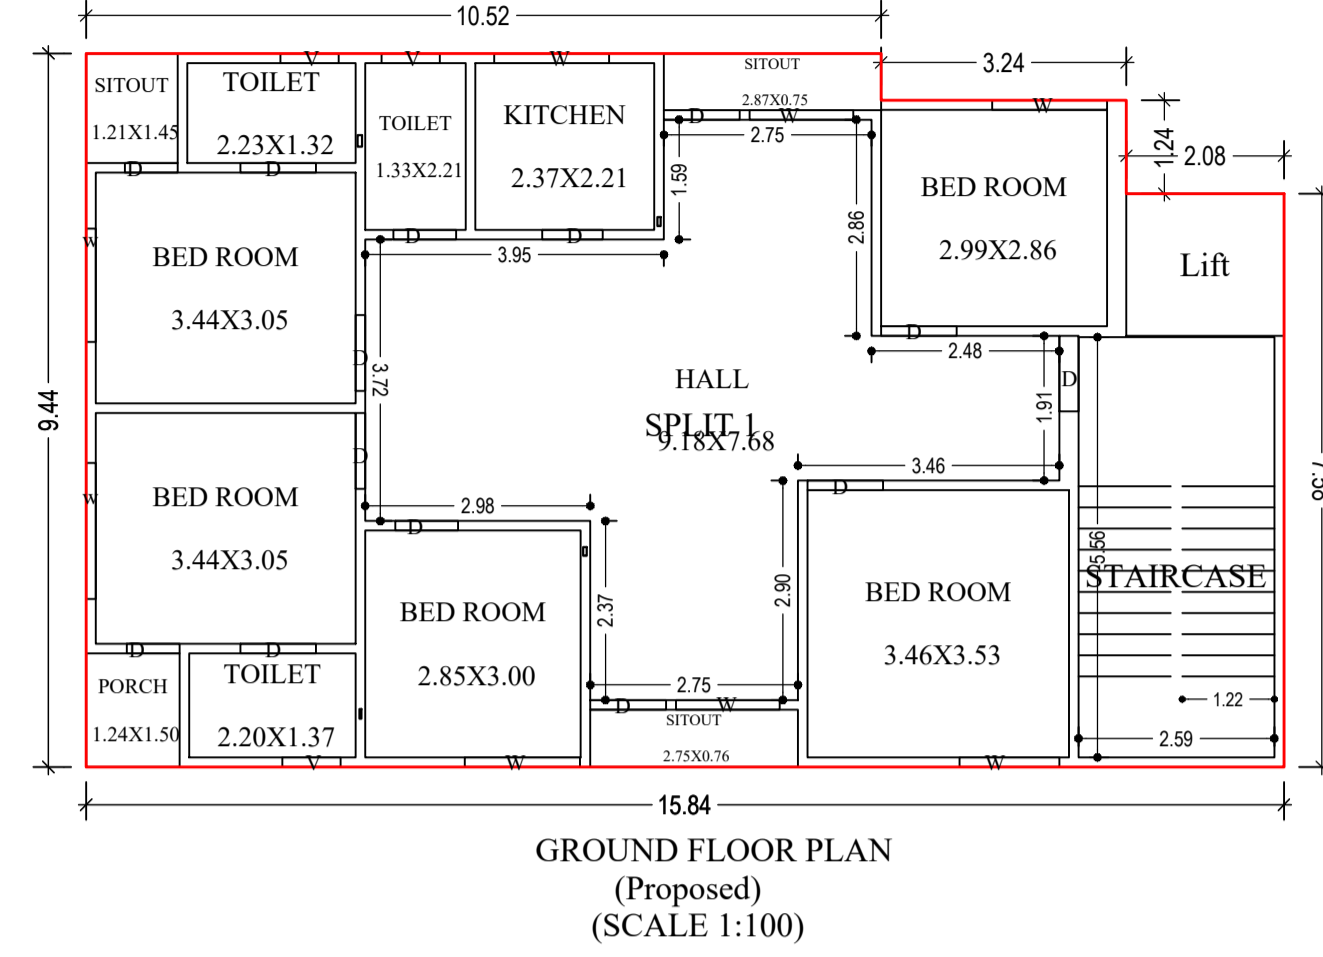 10.52
3.24
1.24
2.08
9.44
V
V
W
SITOUT
1.21X1.45
TOILET
2.23X1.32
TOILET
1.33X2.21
KITCHEN
2.37X2.21
SITOUT
2.87X0.75
D
W
2.75
W
D
D
D
D
1.59
2.86
3.95
BED ROOM
2.99X2.86
Lift
W
BED ROOM
3.44X3.05
D
3.72
D
2.48
D
1.91
HALL
SPLIT 1
9.18X7.68
3.46
W
BED ROOM
3.44X3.05
D
2.98
D
D
2.37
2.90
5.56
STAIRCASE
BED ROOM
2.85X3.00
BED ROOM
3.46X3.53
D
D
PORCH
1.24X1.50
TOILET
2.20X1.37
V
W
2.75
D
W
SITOUT
2.75X0.76
W
1.22
2.59
15.84
GROUND FLOOR PLAN
(Proposed)
(SCALE 1:100)